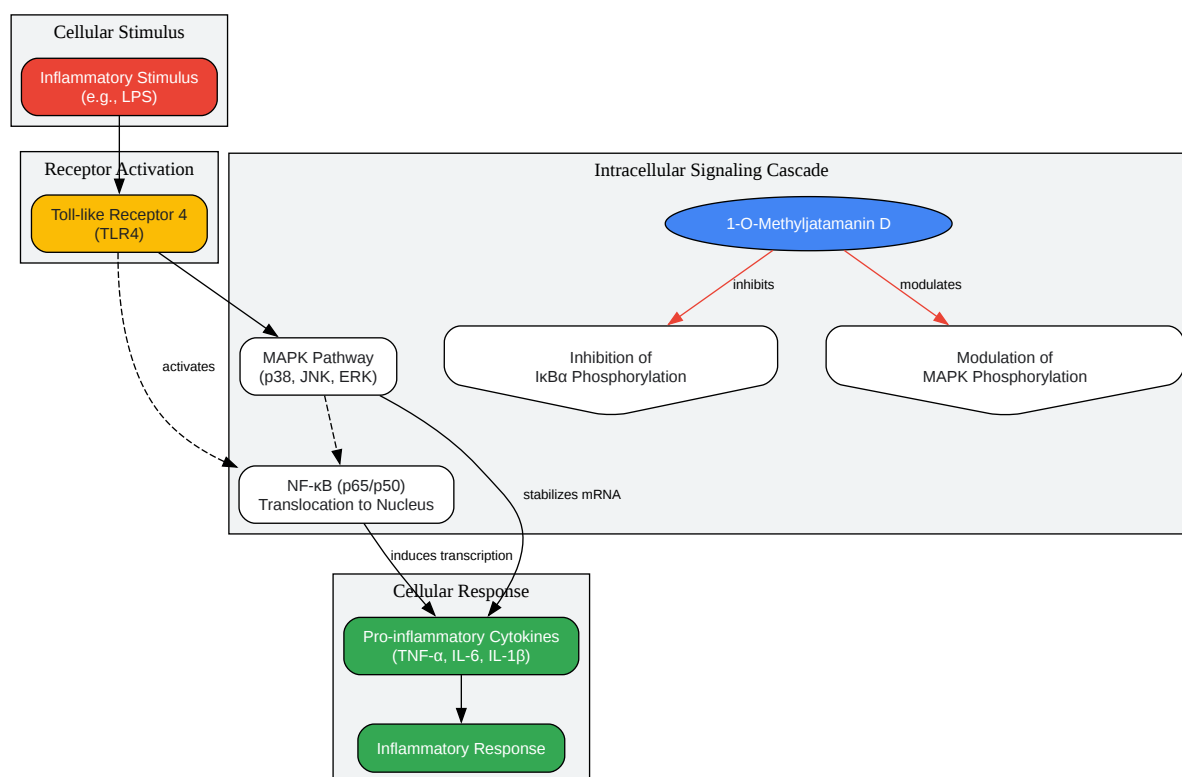 Cellular Stimulus
Inflammatory Stimulus
(e.g., LPS)
Receptor Activation
Toll-like Receptor 4
(TLR4)
Intracellular Signaling Cascade
1-O-Methyljatamanin D
inhibits
modulates
activates
MAPK Pathway
(p38, JNK, ERK)
Inhibition of
IκBα Phosphorylation
Modulation of
MAPK Phosphorylation
NF-κB (p65/p50)
Translocation to Nucleus
stabilizes mRNA
induces transcription
Cellular Response
Pro-inflammatory Cytokines
(TNF-α, IL-6, IL-1β)
Inflammatory Response